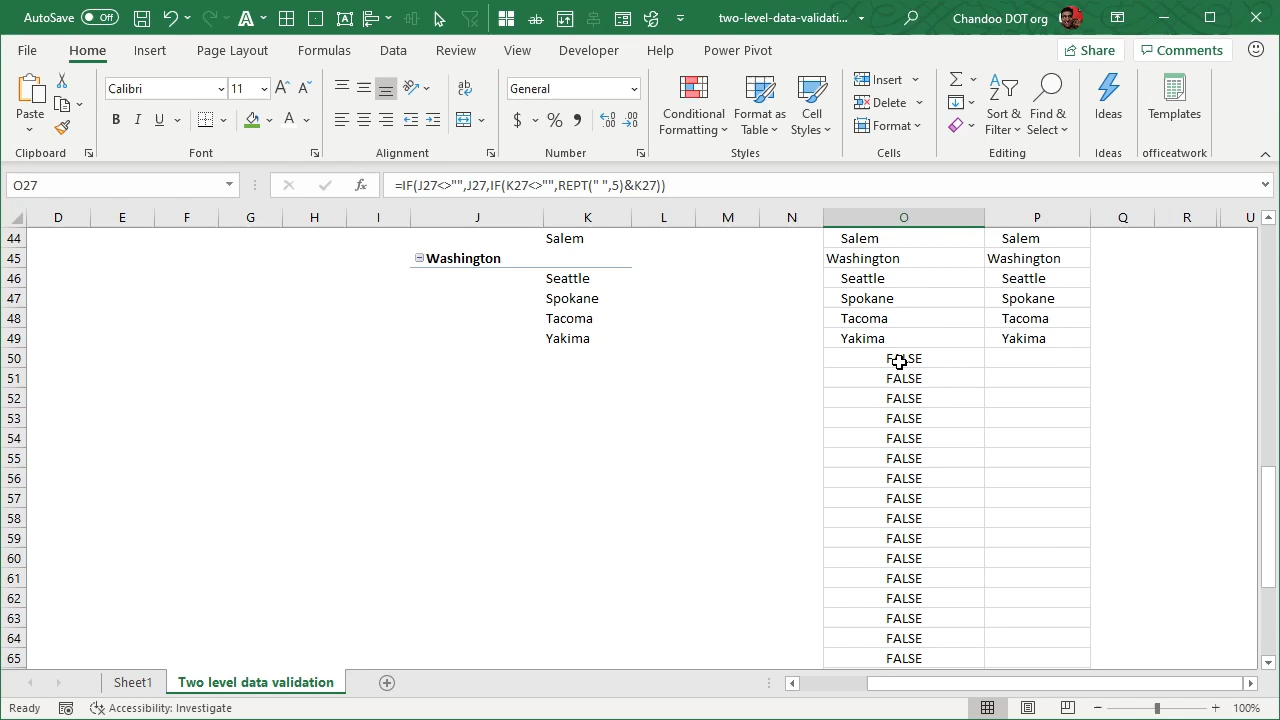 AutoSave Off two-level-data-validati... Chandoo DOT org
File Home Insert Draw Page Layout Formulas Data Review View Developer Help Power Pivot Share Comments
Calibri 11 General
Paste B I U A $ % Conditional Formatting Format as Table Cell Styles Insert Delete Format Sort & Filter Find & Select Ideas Templates
Clipboard Font Alignment Number Styles Cells Editing Ideas officeatwork
O27 fx =IF(J27<>"",J27,IF(K27<>"",REPT(" ",5)&K27))
D E F G H I J K L M N O P Q R U
44 Salem Salem Salem
45 Washington Washington Washington
46 Seattle Seattle Seattle
47 Spokane Spokane Spokane
48 Tacoma Tacoma Tacoma
49 Yakima Yakima Yakima
50 FALSE
51 FALSE
52 FALSE
53 FALSE
54 FALSE
55 FALSE
56 FALSE
57 FALSE
58 FALSE
59 FALSE
60 FALSE
61 FALSE
62 FALSE
63 FALSE
64 FALSE
65 FALSE
Sheet1 Two level data validation
Ready Accessibility: Investigate 100%